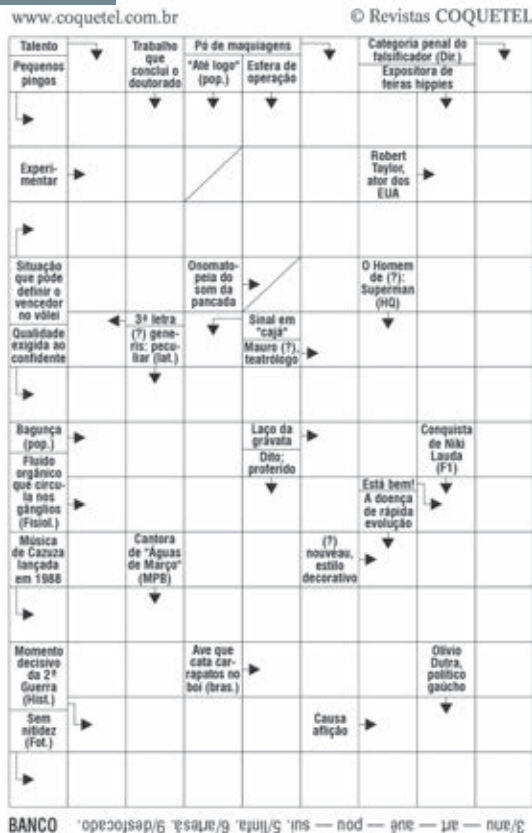 www.coquetel.com.br
© Revistas COQUETEL
Talento
Pequenos
pingos
Trabalho
que
conclui o
doutorado
Pó de maquiagens
"Até logo"
(pop.)
Esfera de
operação
Categoria penal do
falsificador (Dir.)
Expositora de
feiras hippies
Experi-
mentar
Robert
Taylor,
ator dos
EUA
Situação
que pode
definir o
vencedor
no vôlei
Qualidade
exigida ao
confidente
Onomato-
peia do
som da
pancada
O Homem
de (?):
Superman
(HQ)
3ª letra
(?) gene-
ris: pecu-
liar (lat.)
Sinal em
"cajá"
Mauro (?),
teatrólogo
Bagunça
(pop.)
Fluido
orgânico
que circu-
la nos
gânglios
(Fisiol.)
Laço da
gravata
Dito;
proferido
Conquista
de Niki
Lauda
(F1)
Está bem!
A doença
de rápida
evolução
Música
de Cazuza
lançada
em 1988
Cantora
de "Águas
de Março"
(MPB)
(?)
nouveau,
estilo
decorativo
Momento
decisivo
da 2ª
Guerra
(Hist.)
Sem
nitidez
(Fot.)
Ave que
cata car-
rapatos no
boi (bras.)
Olívio
Dutra,
político
gaúcho
Causa
aflição
BANCO
3/anu — art — auê — pou — sui. 5/linfa. 6/artesã. 9/desfocado.